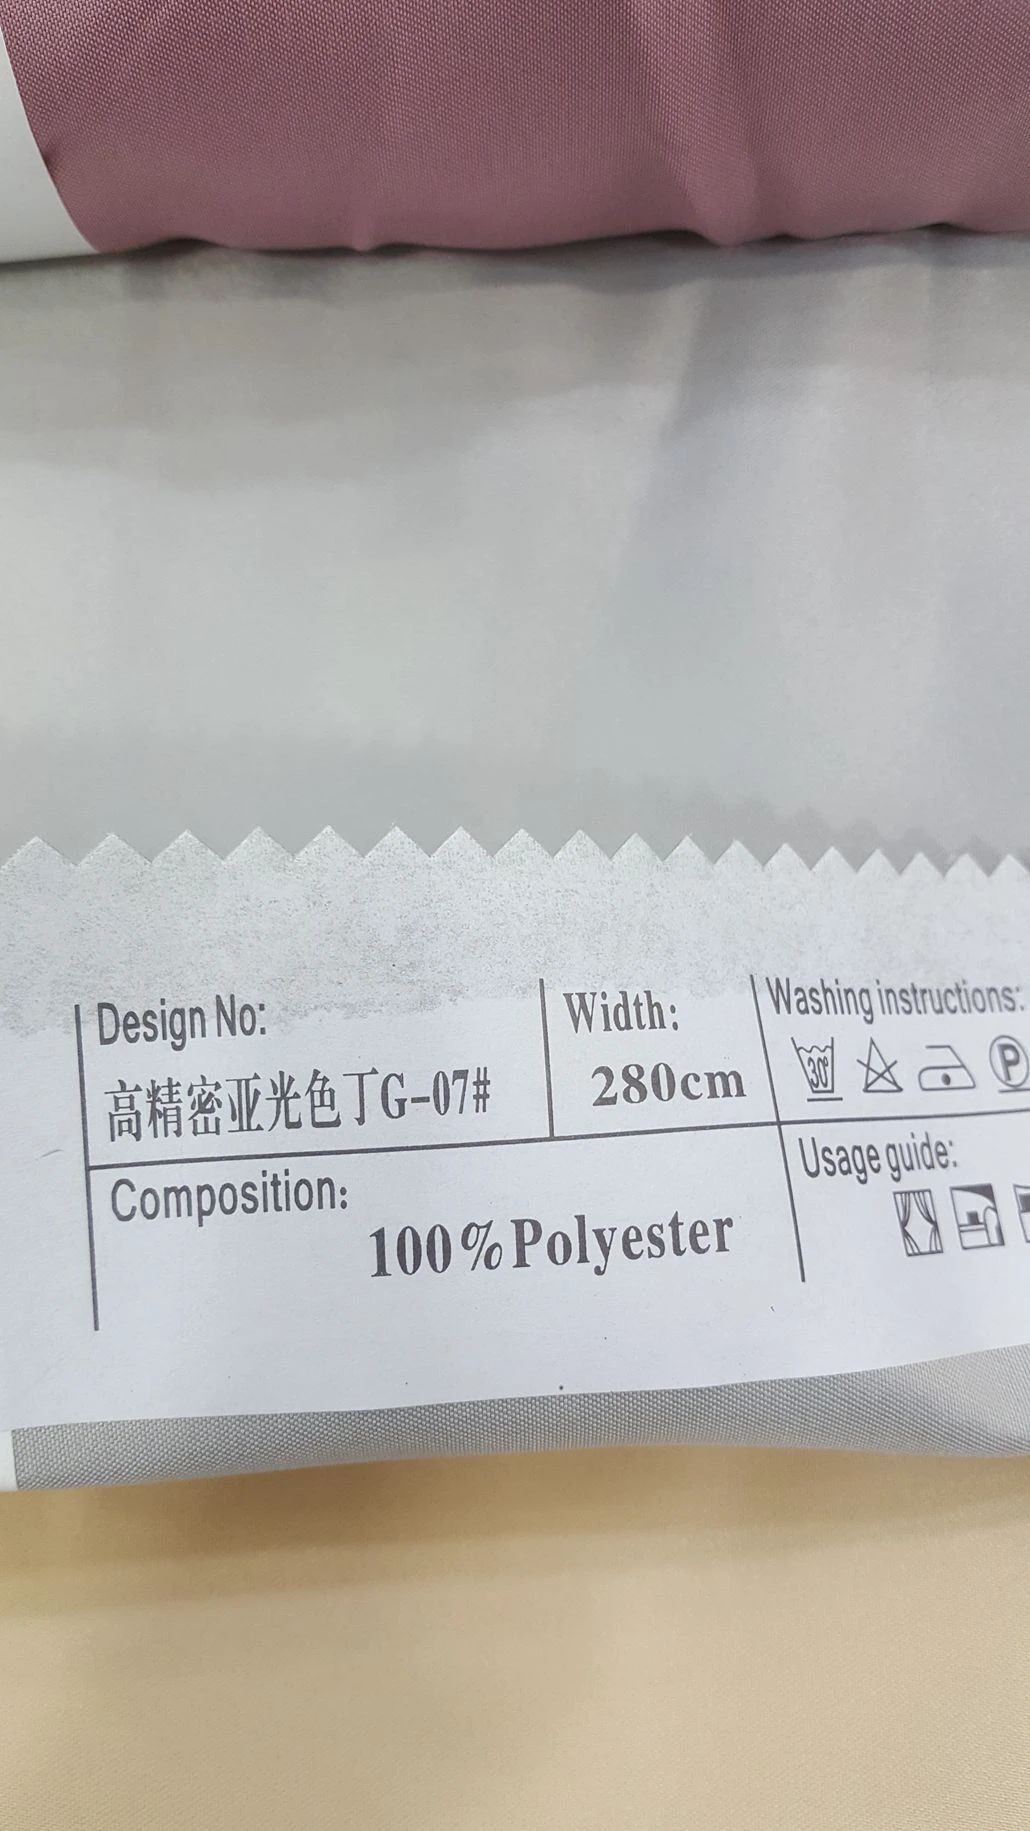 Design No:
高精密亚光色丁G-07#
Width:
280cm
Washing instructions:
30°
P
Composition:
100%Polyester
Usage guide: